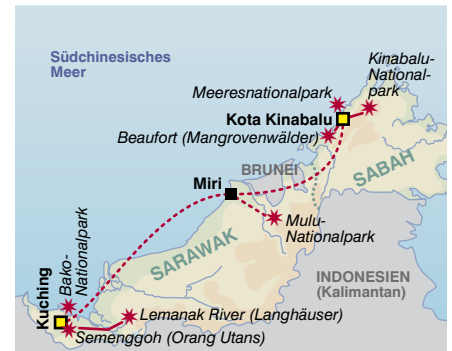 Südchinesisches
Meer
Kinabalu-
National-
park
Meeresnationalpark
Kota Kinabalu
Beaufort (Mangrovenwälder)
BRUNEI
SABAH
Miri
Mulu-
Nationalpark
SARAWAK
INDONESIEN
(Kalimantan)
Kuching
Bako-
Nationalpark
Lemanak River (Langhäuser)
Semenggoh (Orang Utans)